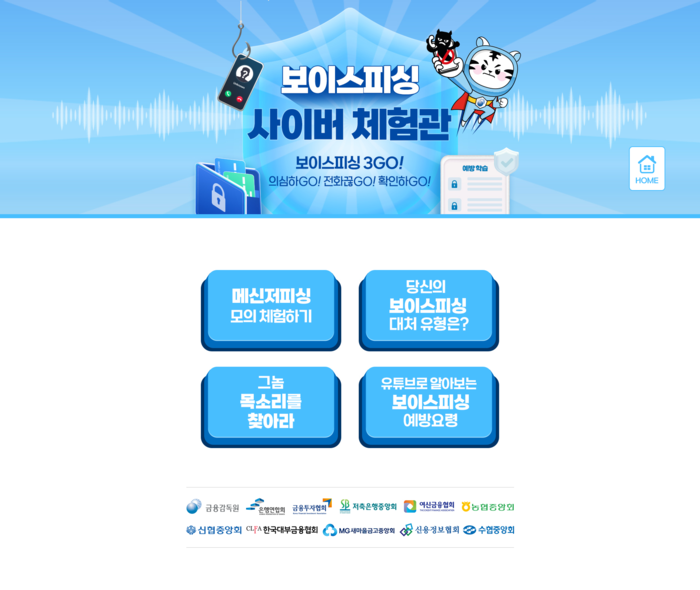 보이스피싱
사이버 체험관
보이스피싱 3GO!
의심하GO! 전화끊GO! 확인하GO!
예방 학습
HOME
메신저피싱
모의 체험하기
당신의
보이스피싱
대처 유형은?
그놈
목소리를
찾아라
유튜브로 알아보는
보이스피싱
예방요령
금융감독원 은행연합회 금융투자협회 SB 저축은행중앙회 여신금융협회 농협중앙회
신협중앙회 CLFA 한국대부금융협회 MG새마을금고중앙회 신용정보협회 수협중앙회